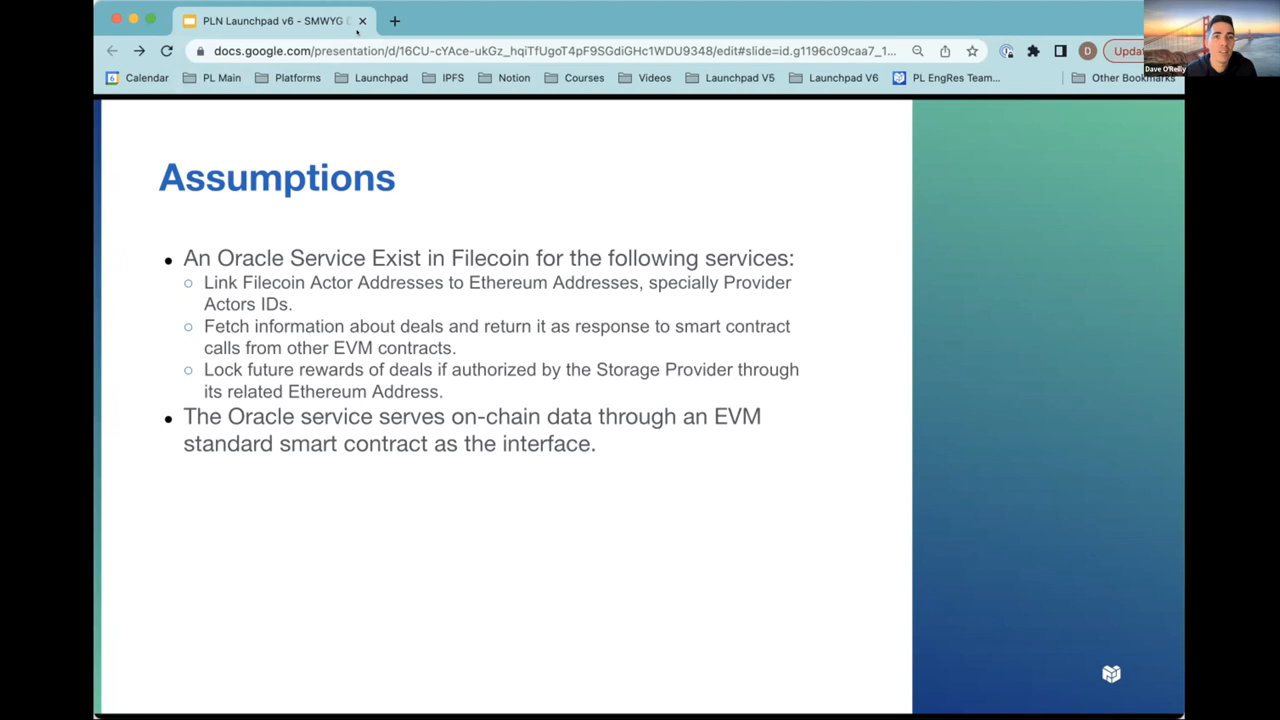 PLN Launchpad v6 - SMWYG
docs.google.com/presentation/d/16CU-cYAce-ukGz_hqiTfUgoT4pF9SGdiGHc1WDU9348/edit#slide=id.g1196c09caa7_1...
D
Upda
Dave O'Reilly
6 Calendar
PL Main
Platforms
Launchpad
IPFS
Notion
Courses
Videos
Launchpad V5
Launchpad V6
PL EngRes Team...
Other Bookmarks
Assumptions
• An Oracle Service Exist in Filecoin for the following services:
○ Link Filecoin Actor Addresses to Ethereum Addresses, specially Provider
Actors IDs.
○ Fetch information about deals and return it as response to smart contract
calls from other EVM contracts.
○ Lock future rewards of deals if authorized by the Storage Provider through
its related Ethereum Address.
• The Oracle service serves on-chain data through an EVM
standard smart contract as the interface.